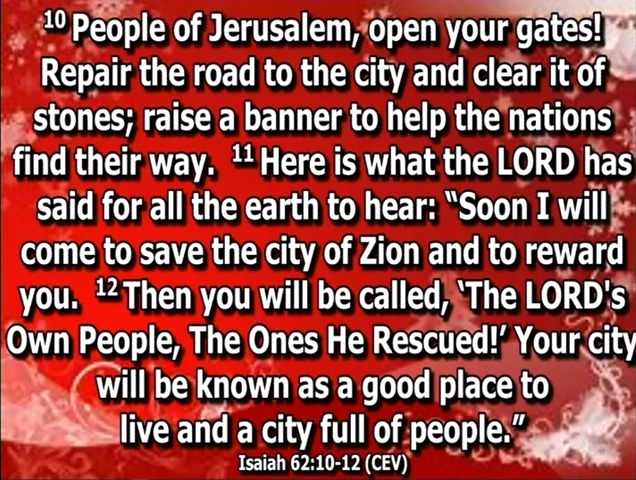 10 People of Jerusalem, open your gates!
Repair the road to the city and clear it of
stones; raise a banner to help the nations
find their way.  11 Here is what the LORD has
said for all the earth to hear: “Soon I will
come to save the city of Zion and to reward
you.  12 Then you will be called, ‘The LORD's
Own People, The Ones He Rescued!’ Your city
will be known as a good place to
live and a city full of people.”
Isaiah 62:10-12 (CEV)